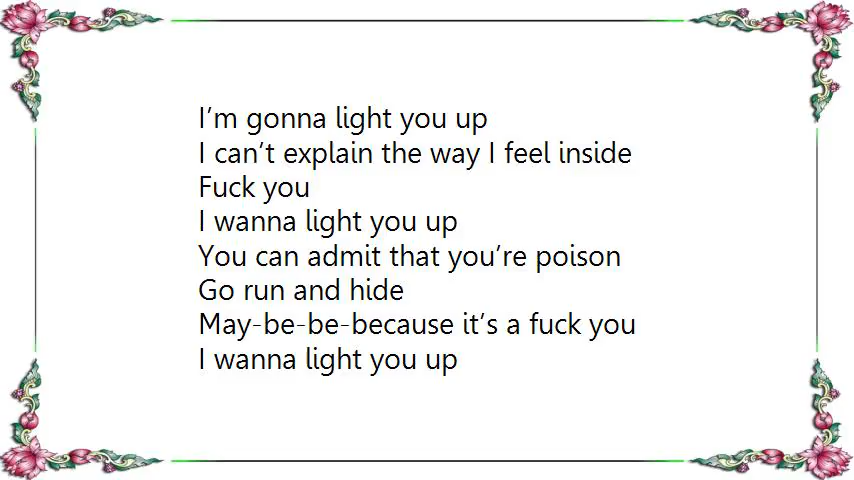 I’m gonna light you up
I can’t explain the way I feel inside
Fuck you
I wanna light you up
You can admit that you’re poison
Go run and hide
May-be-be-because it’s a fuck you
I wanna light you up